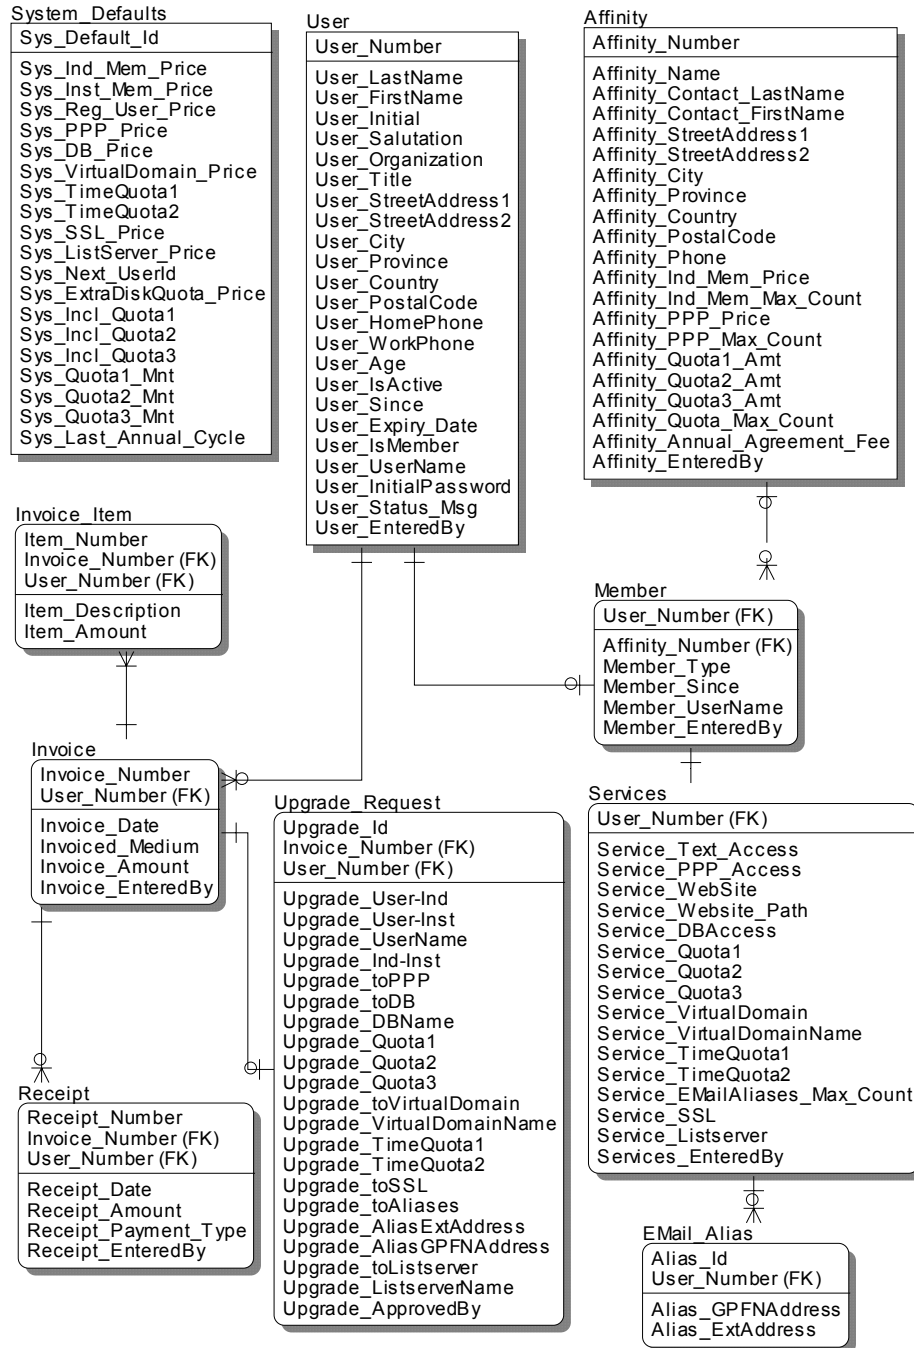 System_Defaults
Sys_Default_Id
Sys_Ind_Mem_Price
Sys_Inst_Mem_Price
Sys_Reg_User_Price
Sys_PPP_Price
Sys_DB_Price
Sys_VirtualDomain_Price
Sys_TimeQuota1
Sys_TimeQuota2
Sys_SSL_Price
Sys_ListServer_Price
Sys_Next_UserId
Sys_ExtraDiskQuota_Price
Sys_Incl_Quota1
Sys_Incl_Quota2
Sys_Incl_Quota3
Sys_Quota1_Mnt
Sys_Quota2_Mnt
Sys_Quota3_Mnt
Sys_Last_Annual_Cycle
User
User_Number
User_LastName
User_FirstName
User_Initial
User_Salutation
User_Organization
User_Title
User_StreetAddress1
User_StreetAddress2
User_City
User_Province
User_Country
User_PostalCode
User_HomePhone
User_WorkPhone
User_Age
User_IsActive
User_Since
User_Expiry_Date
User_IsMember
User_UserName
User_InitialPassword
User_Status_Msg
User_EnteredBy
Affinity
Affinity_Number
Affinity_Name
Affinity_Contact_LastName
Affinity_Contact_FirstName
Affinity_StreetAddress1
Affinity_StreetAddress2
Affinity_City
Affinity_Province
Affinity_Country
Affinity_PostalCode
Affinity_Phone
Affinity_Ind_Mem_Price
Affinity_Ind_Mem_Max_Count
Affinity_PPP_Price
Affinity_PPP_Max_Count
Affinity_Quota1_Amt
Affinity_Quota2_Amt
Affinity_Quota3_Amt
Affinity_Quota_Max_Count
Affinity_Annual_Agreement_Fee
Affinity_EnteredBy
Invoice_Item
Item_Number
Invoice_Number (FK)
User_Number (FK)
Item_Description
Item_Amount
Member
User_Number (FK)
Affinity_Number (FK)
Member_Type
Member_Since
Member_UserName
Member_EnteredBy
Invoice
Invoice_Number
User_Number (FK)
Invoice_Date
Invoiced_Medium
Invoice_Amount
Invoice_EnteredBy
Upgrade_Request
Upgrade_Id
Invoice_Number (FK)
User_Number (FK)
Upgrade_User-Ind
Upgrade_User-Inst
Upgrade_UserName
Upgrade_Ind-Inst
Upgrade_toPPP
Upgrade_toDB
Upgrade_DBName
Upgrade_Quota1
Upgrade_Quota2
Upgrade_Quota3
Upgrade_toVirtualDomain
Upgrade_VirtualDomainName
Upgrade_TimeQuota1
Upgrade_TimeQuota2
Upgrade_toSSL
Upgrade_toAliases
Upgrade_AliasExtAddress
Upgrade_AliasGPFNAddress
Upgrade_toListserver
Upgrade_ListserverName
Upgrade_ApprovedBy
Services
User_Number (FK)
Service_Text_Access
Service_PPP_Access
Service_WebSite
Service_Website_Path
Service_DBAccess
Service_Quota1
Service_Quota2
Service_Quota3
Service_VirtualDomain
Service_VirtualDomainName
Service_TimeQuota1
Service_TimeQuota2
Service_EMailAliases_Max_Count
Service_SSL
Service_Listserver
Services_EnteredBy
Receipt
Receipt_Number
Invoice_Number (FK)
User_Number (FK)
Receipt_Date
Receipt_Amount
Receipt_Payment_Type
Receipt_EnteredBy
EMail_Alias
Alias_Id
User_Number (FK)
Alias_GPFNAddress
Alias_ExtAddress